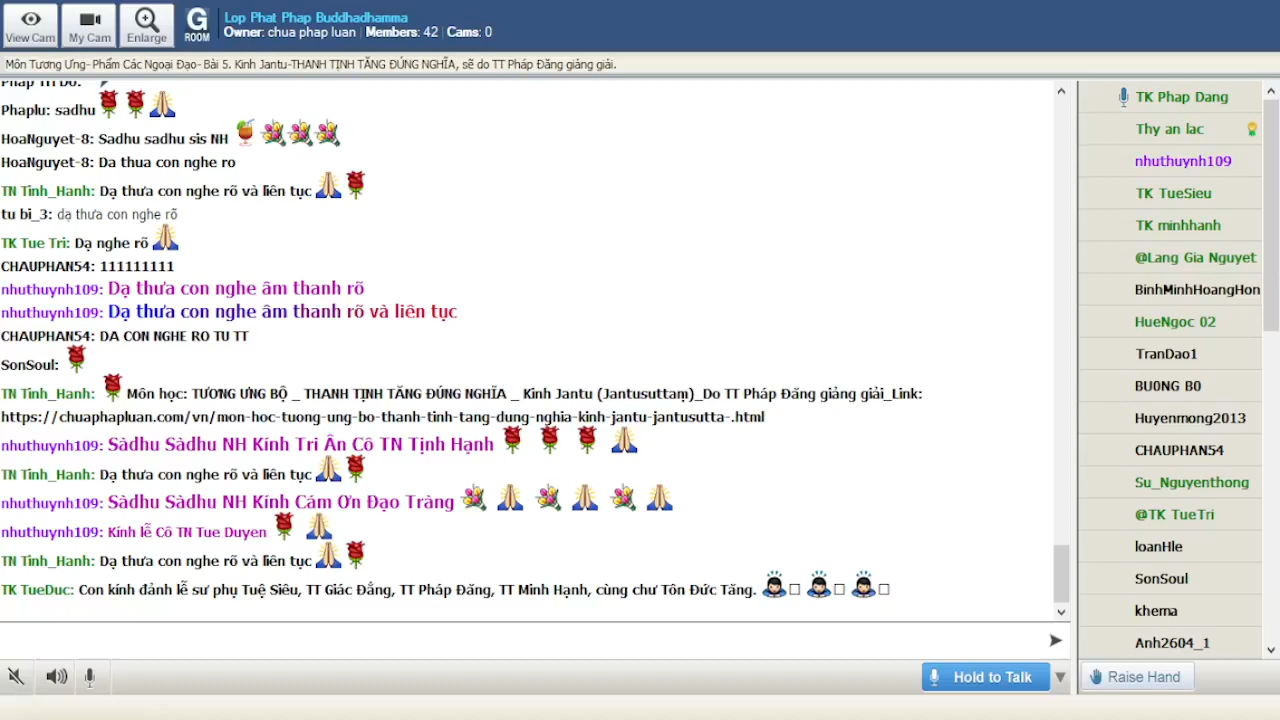 View Cam
My Cam
Enlarge
G
ROOM
Lop Phat Phap Buddhadhamma
Owner: chua phap luan | Members: 42 | Cams: 0
Môn Tương Ưng- Phẩm Các Ngoại Đạo- Bài 5. Kinh Jantu-THANH TỊNH TĂNG ĐÚNG NGHĨA, sẽ do TT Pháp Đăng giảng giải.
Phaplu: sadhu
HoaNguyet-8: Sadhu sadhu sis NH
HoaNguyet-8: Da thua con nghe ro
TN Tinh_Hanh: Dạ thưa con nghe rõ và liên tục
tu bi_3: dạ thưa con nghe rõ
TK Tue Tri: Dạ nghe rõ
CHAUPHAN54: 111111111
nhuthuynh109: Dạ thưa con nghe âm thanh rõ
nhuthuynh109: Dạ thưa con nghe âm thanh rõ và liên tục
CHAUPHAN54: DA CON NGHE RO TU TT
SonSoul:
TN Tinh_Hanh: Môn học: TƯƠNG ƯNG BỘ _ THANH TỊNH TĂNG ĐÚNG NGHĨA _ Kinh Jantu (Jantusuttaṃ)_Do TT Pháp Đăng giảng giải_Link:
https://chuaphapluan.com/vn/mon-hoc-tuong-ung-bo-thanh-tinh-tang-dung-nghia-kinh-jantu-jantusutta-.html
nhuthuynh109: Sàdhu Sàdhu NH Kính Tri Ân Cô TN Tịnh Hạnh
TN Tinh_Hanh: Dạ thưa con nghe rõ và liên tục
nhuthuynh109: Sàdhu Sàdhu NH Kính Cám Ơn Đạo Tràng
nhuthuynh109: Kính lễ Cô TN Tue Duyen
TN Tinh_Hanh: Dạ thưa con nghe rõ và liên tục
TK TueDuc: Con kính đảnh lễ sư phụ Tuệ Siêu, TT Giác Đẳng, TT Pháp Đăng, TT Minh Hạnh, cùng chư Tôn Đức Tăng.
Hold to Talk
TK Phap Dang
Thy an lac
nhuthuynh109
TK TueSieu
TK minhhanh
@Lang Gia Nguyet
BinhMinhHoangHon
HueNgoc 02
TranDao1
BU0NG B0
Huyenmong2013
CHAUPHAN54
Su_Nguyenthong
@TK TueTri
loanHle
SonSoul
khema
Anh2604_1
Raise Hand